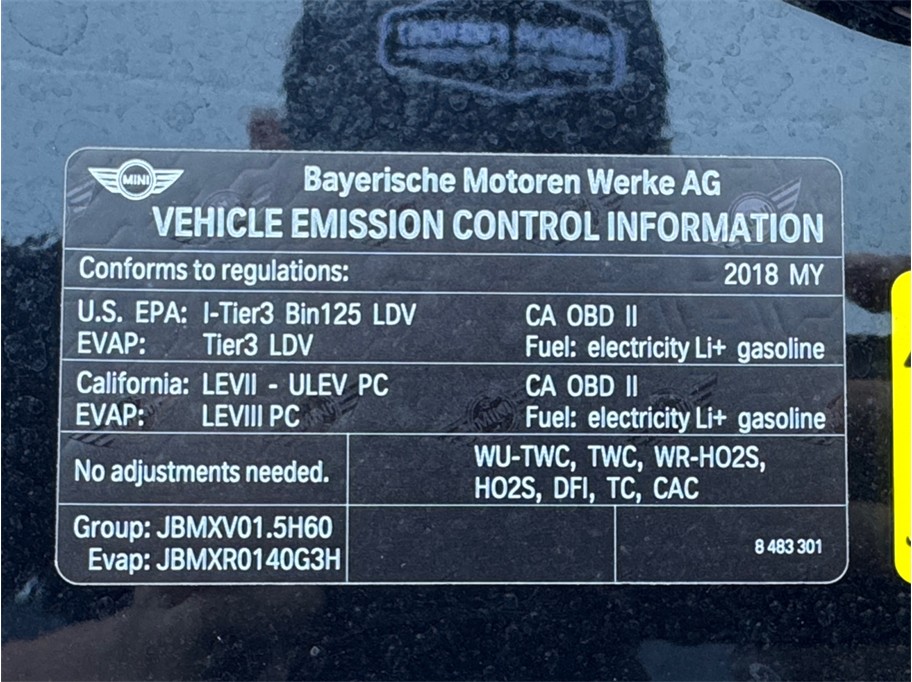 MINI
Bayerische Motoren Werke AG
VEHICLE EMISSION CONTROL INFORMATION
Conforms to regulations: 2018 MY
U.S. EPA: I-Tier3 Bin125 LDV CA OBD II
EVAP: Tier3 LDV Fuel: electricity Li+ gasoline
California: LEVII - ULEV PC CA OBD II
EVAP: LEVIII PC Fuel: electricity Li+ gasoline
No adjustments needed.
WU-TWC, TWC, WR-HO2S,
HO2S, DFI, TC, CAC
Group: JBMXV01.5H60
Evap: JBMXR0140G3H
8 483 301